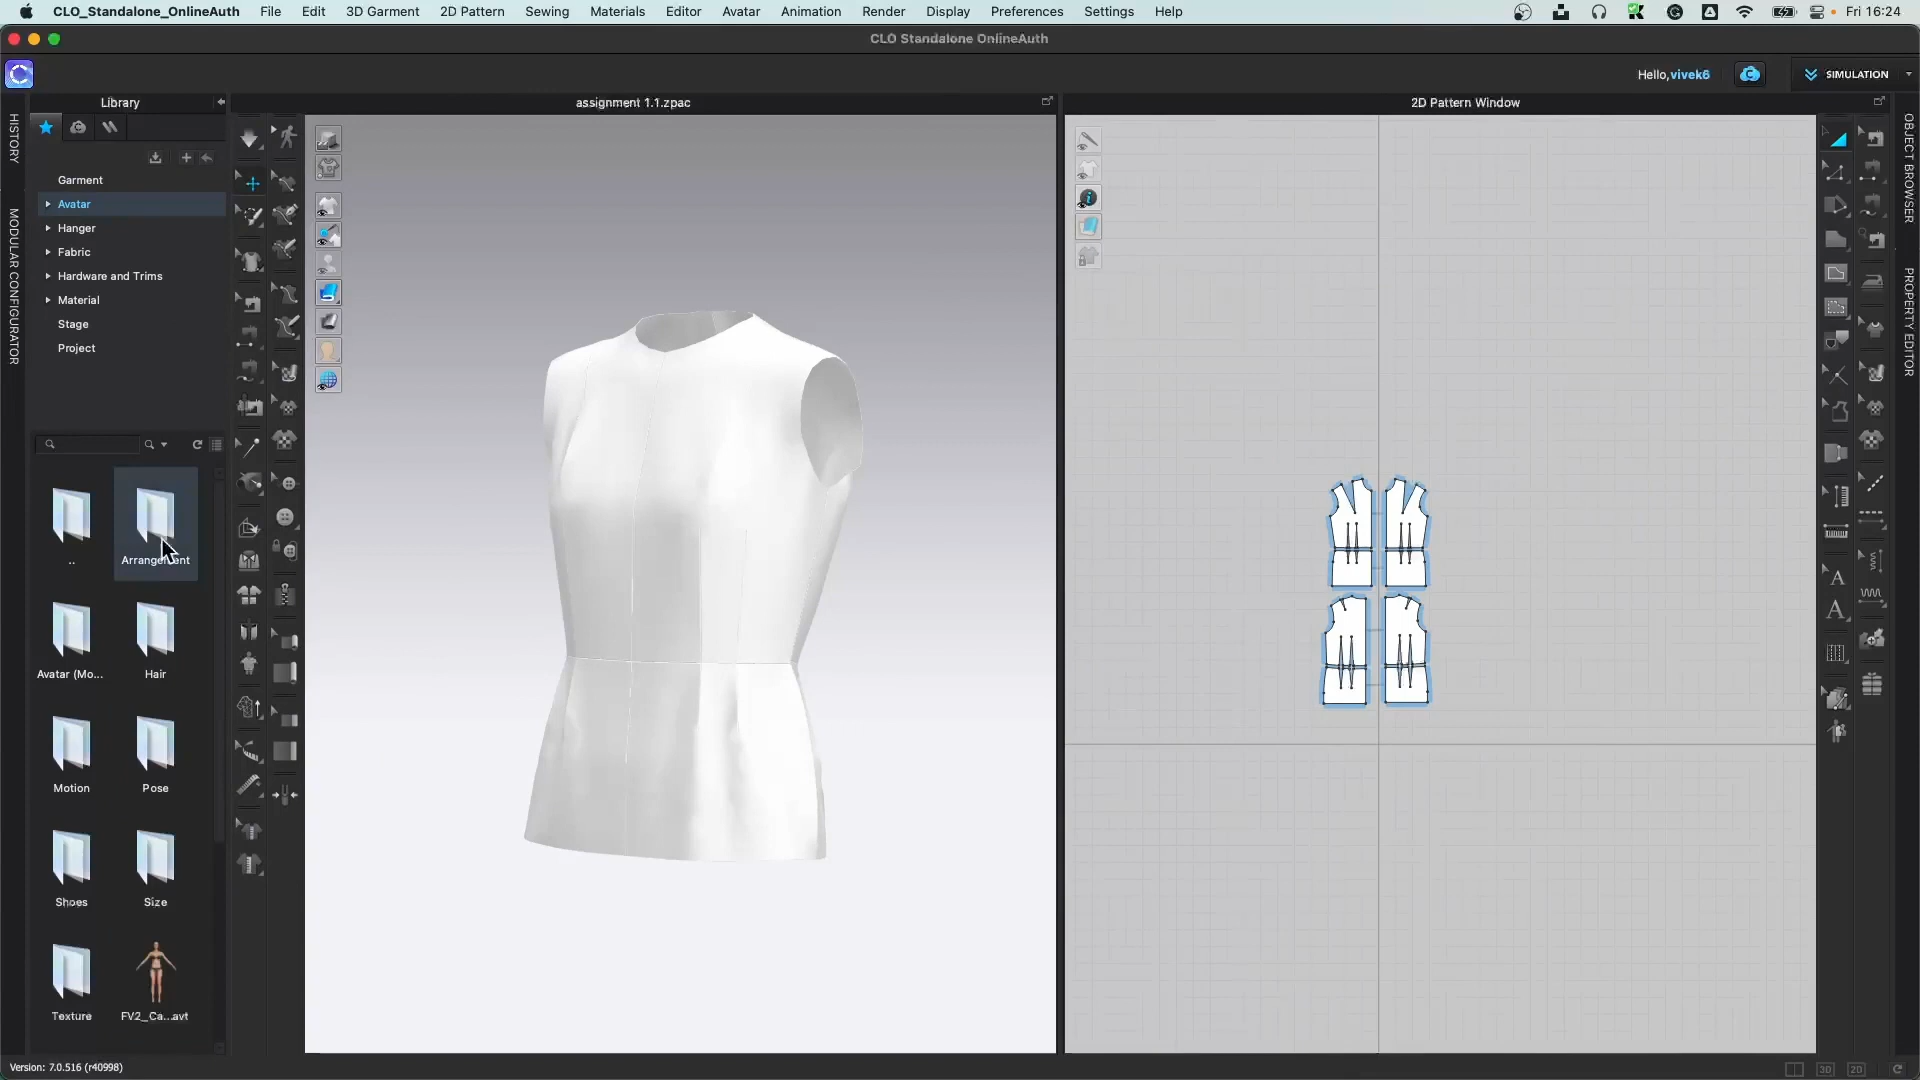 CLO_Standalone_OnlineAuth File Edit 3D Garment 2D Pattern Sewing Materials Editor Avatar Animation Render Display Preferences Settings Help Fri 16:24
CLO Standalone OnlineAuth
Hello,vivek6
SIMULATION
Library
assignment 1.1.zpac
2D Pattern Window
HISTORY
MODULAR CONFIGURATOR
OBJECT BROWSER
PROPERTY EDITOR
Garment
Avatar
Hanger
Fabric
Hardware and Trims
Material
Stage
Project
..
Arrangement
Avatar (Mo...
Hair
Motion
Pose
Shoes
Size
Texture
FV2_Ca...avt
Version: 7.0.516 (r40998)
3D
2D